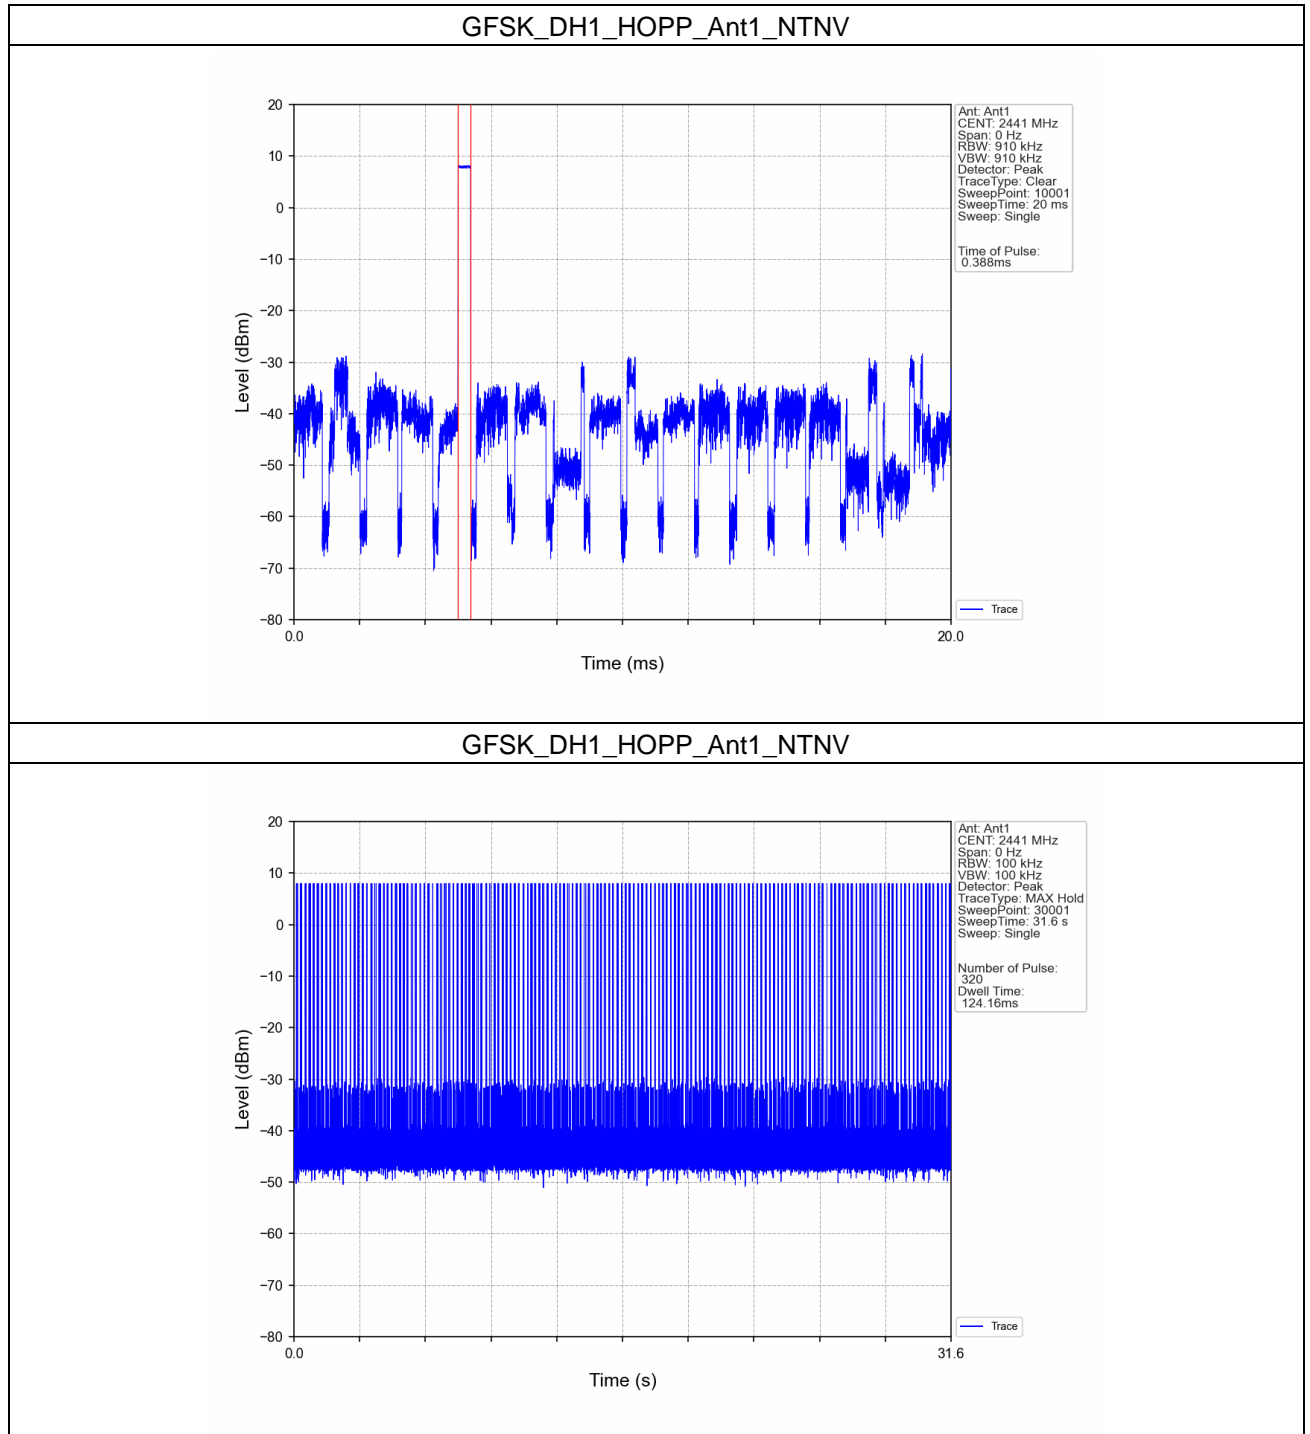 GFSK_DH1_HOPP_Ant1_NTNV
20
10
0
−10
−20
−30
−40
−50
−60
−70
−80
Level (dBm)
0.0
20.0
Time (ms)
Ant: Ant1
CENT: 2441 MHz
Span: 0 Hz
RBW: 910 kHz
VBW: 910 kHz
Detector: Peak
TraceType: Clear
SweepPoint: 10001
SweepTime: 20 ms
Sweep: Single
Time of Pulse:
0.388ms
Trace
GFSK_DH1_HOPP_Ant1_NTNV
20
10
0
−10
−20
−30
−40
−50
−60
−70
−80
Level (dBm)
0.0
31.6
Time (s)
Ant: Ant1
CENT: 2441 MHz
Span: 0 Hz
RBW: 100 kHz
VBW: 100 kHz
Detector: Peak
TraceType: MAX Hold
SweepPoint: 30001
SweepTime: 31.6 s
Sweep: Single
Number of Pulse:
320
Dwell Time:
124.16ms
Trace